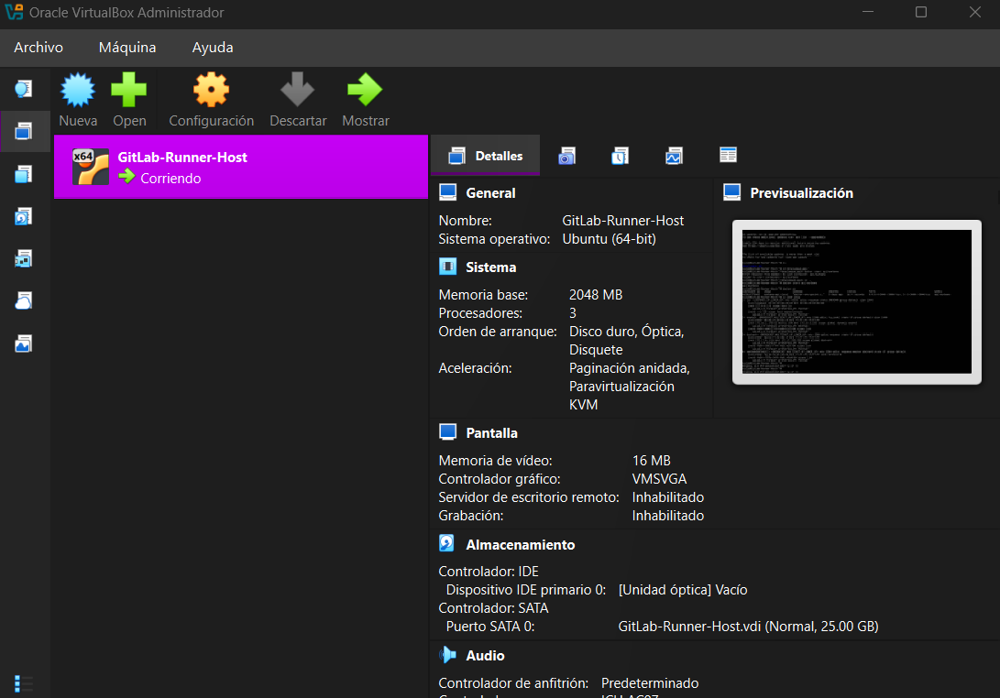 Oracle VirtualBox Administrador
Archivo Máquina Ayuda
Nueva Open Configuración Descartar Mostrar
x64
GitLab-Runner-Host
Corriendo
Detalles
General
Nombre: GitLab-Runner-Host
Sistema operativo: Ubuntu (64-bit)
Sistema
Memoria base: 2048 MB
Procesadores: 3
Orden de arranque: Disco duro, Óptica,
Disquete
Aceleración: Paginación anidada,
Paravirtualización
KVM
Pantalla
Memoria de vídeo: 16 MB
Controlador gráfico: VMSVGA
Servidor de escritorio remoto: Inhabilitado
Grabación: Inhabilitado
Almacenamiento
Controlador: IDE
Dispositivo IDE primario 0: [Unidad óptica] Vacío
Controlador: SATA
Puerto SATA 0: GitLab-Runner-Host.vdi (Normal, 25.00 GB)
Audio
Controlador de anfitrión: Predeterminado
Previsualización